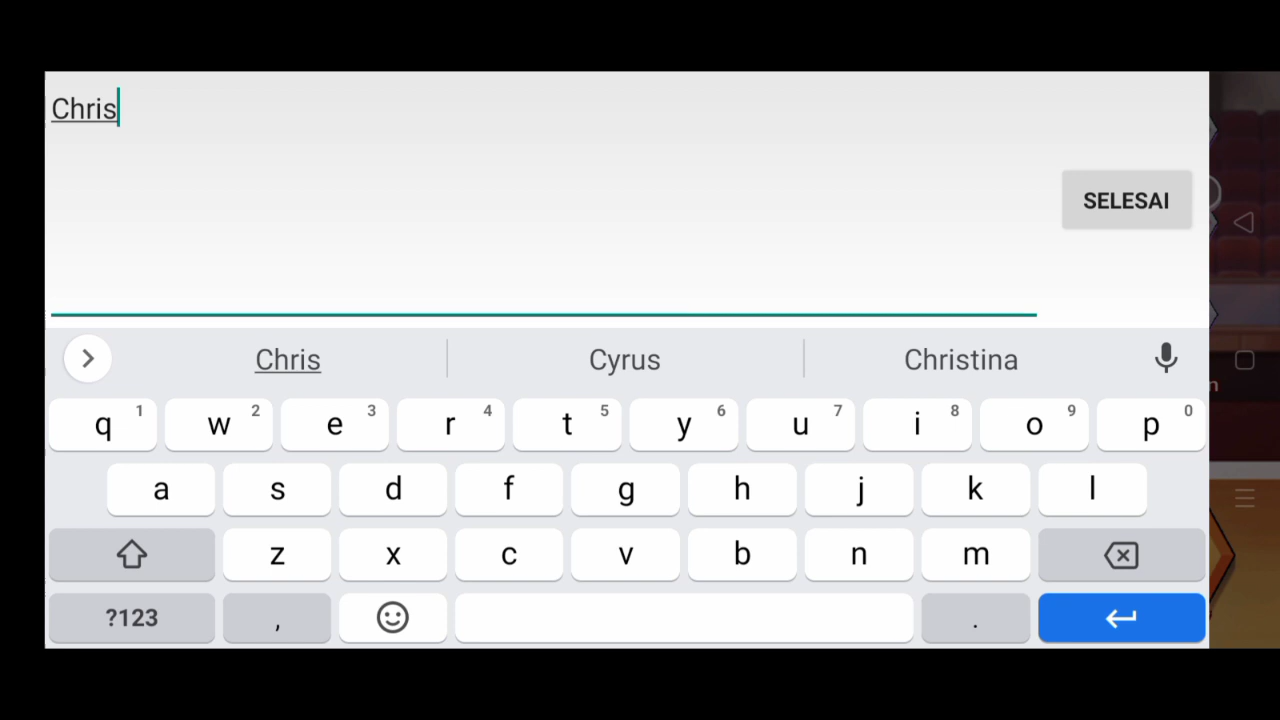 Chris
SELESAI
Chris Cyrus Christina
q 1 w 2 e 3 r 4 t 5 y 6 u 7 i 8 o 9 p 0
a s d f g h j k l
z x c v b n m
?123 , .
n